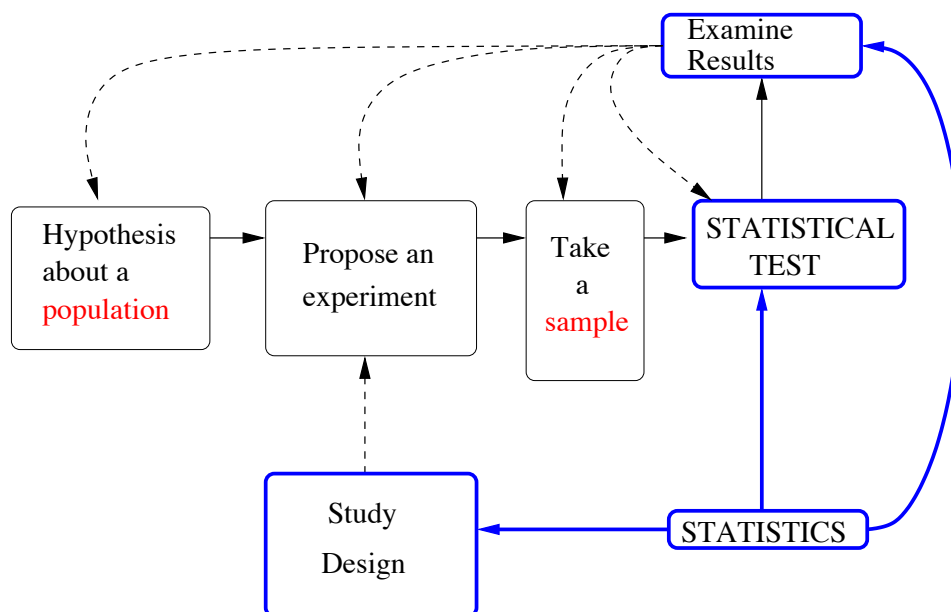 Examine
Results
Hypothesis
about a
population
Propose an
experiment
Take
a
sample
STATISTICAL
TEST
Study
Design
STATISTICS